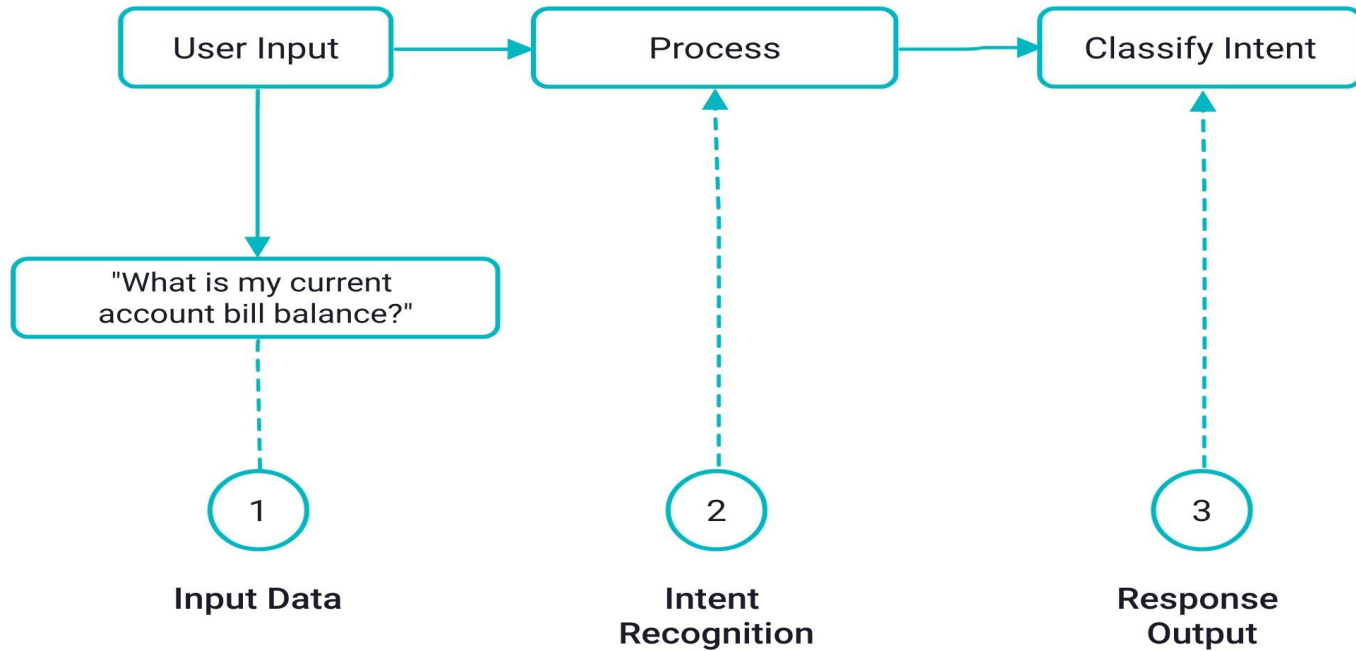 User Input
Process
Classify Intent
"What is my current
account bill balance?"
1
2
3
Input Data
Intent
Recognition
Response
Output